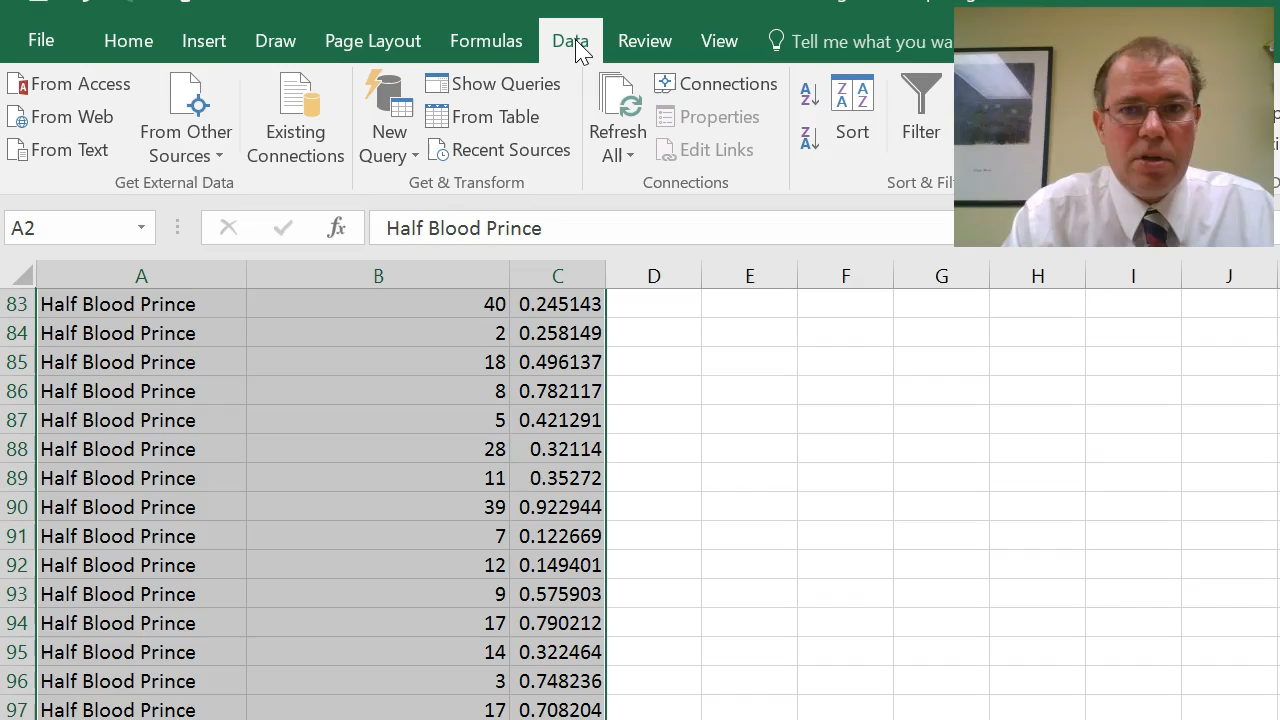 File Home Insert Draw Page Layout Formulas Data Review View Tell me what you wa
From Access
From Web
From Text
From Other
Sources
Existing
Connections
Get External Data
New
Query
Show Queries
From Table
Recent Sources
Get & Transform
Refresh
All
Connections
Properties
Edit Links
Connections
A
Z
Z
A
Z A
A Z
Sort
Filter
Sort & Fil
A2 fx Half Blood Prince
A B C D E F G H I J
83 Half Blood Prince 40 0.245143
84 Half Blood Prince 2 0.258149
85 Half Blood Prince 18 0.496137
86 Half Blood Prince 8 0.782117
87 Half Blood Prince 5 0.421291
88 Half Blood Prince 28 0.32114
89 Half Blood Prince 11 0.35272
90 Half Blood Prince 39 0.922944
91 Half Blood Prince 7 0.122669
92 Half Blood Prince 12 0.149401
93 Half Blood Prince 9 0.575903
94 Half Blood Prince 17 0.790212
95 Half Blood Prince 14 0.322464
96 Half Blood Prince 3 0.748236
97 Half Blood Prince 17 0.708204